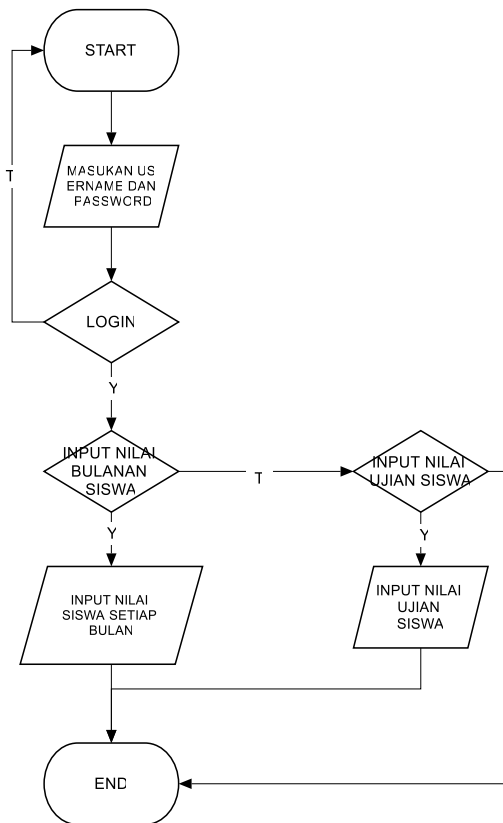 START
T
MASUKAN US
ERNAME DAN
PASSWORD
LOGIN
Y
INPUT NILAI
BULANAN
SISWA
T
INPUT NILAI
UJIAN SISWA
Y
Y
INPUT NILAI
SISWA SETIAP
BULAN
INPUT NILAI
UJIAN
SISWA
END